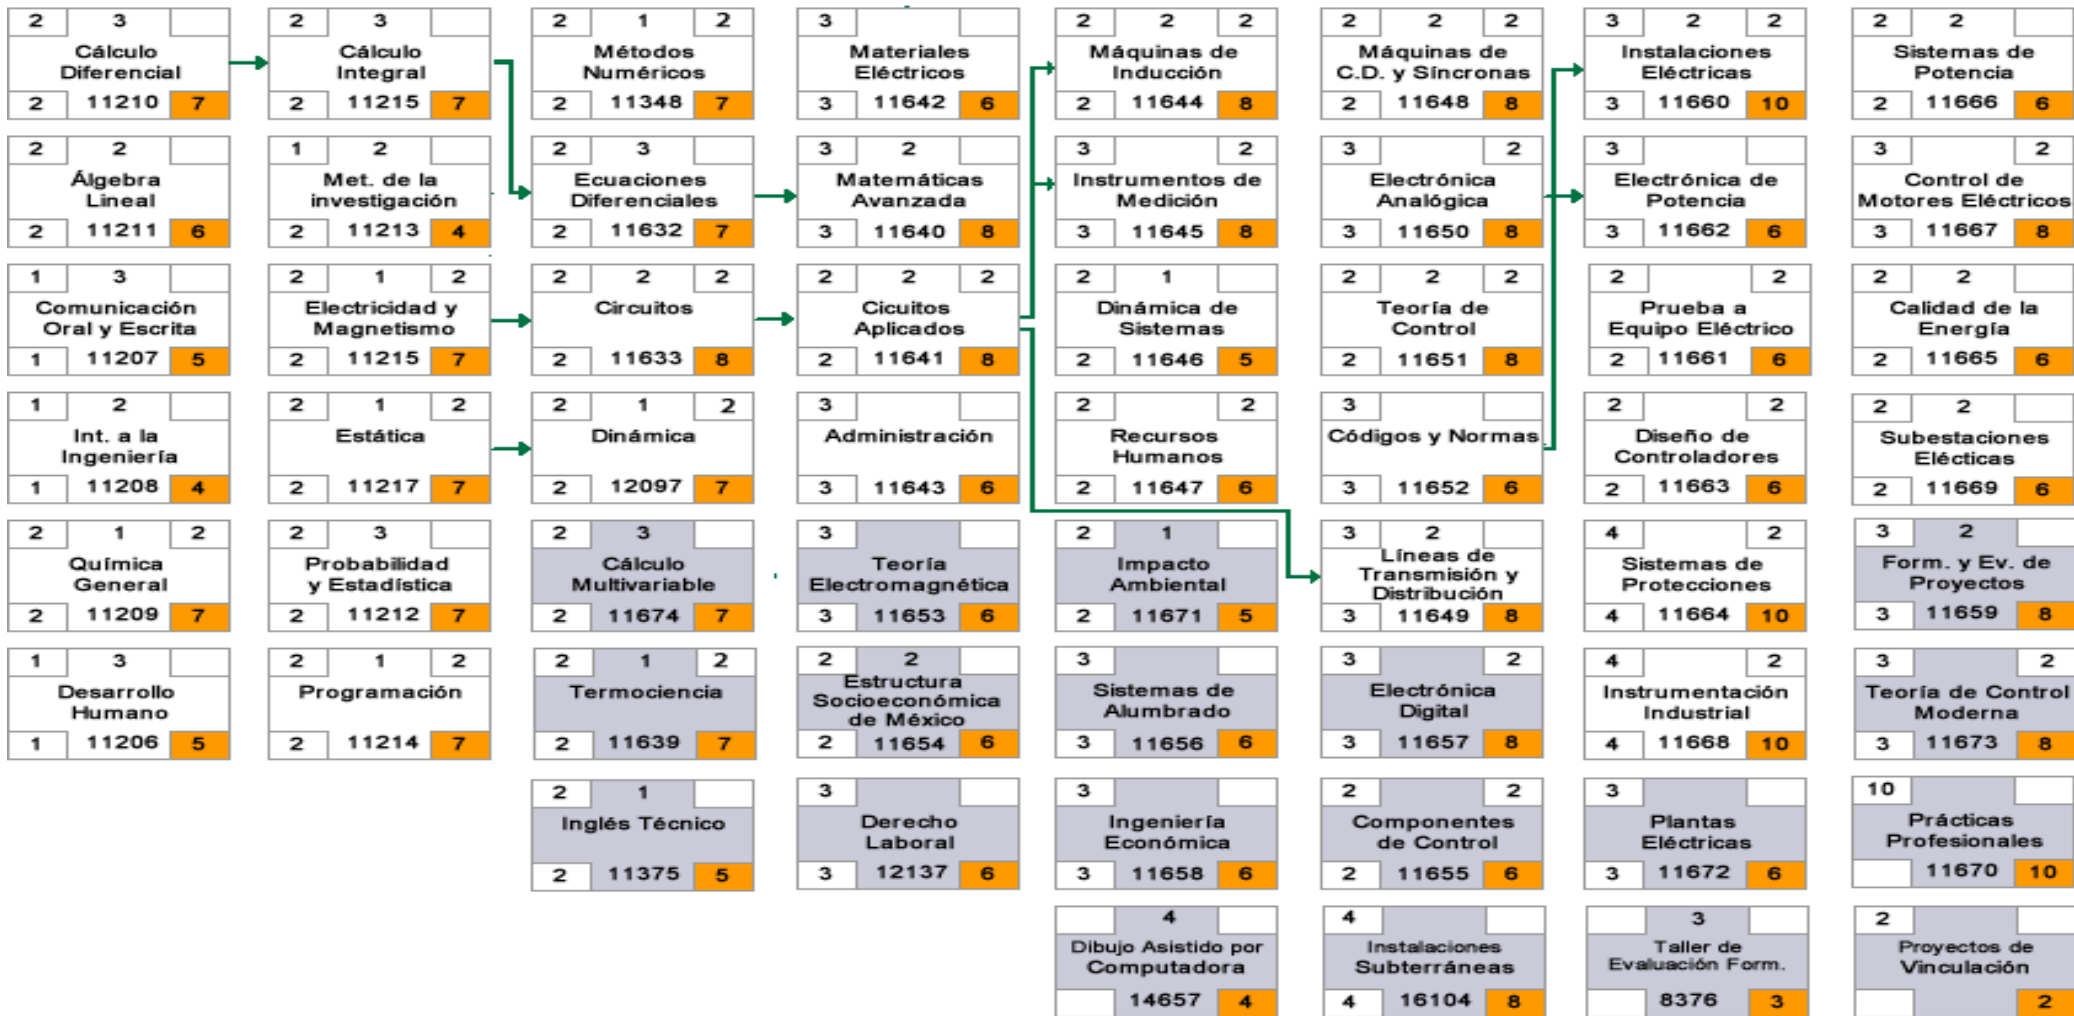 2 3 2 3 2 1 2 3 2 2 2 2 2 2 3 2 2 2 2
Cálculo Cálculo Métodos Materiales Máquinas de Máquinas de Instalaciones Sistemas de
Diferencial Integral Numéricos Eléctricos Inducción C.D. y Síncronas Eléctricas Potencia
2 11210 7 2 11215 7 2 11348 7 3 11642 6 2 11644 8 2 11648 8 3 11660 10 2 11666 6
2 2 1 2 2 3 3 2 3 2 3 2 3 3 2
Álgebra Met. de la Ecuaciones Matemáticas Instrumentos de Electrónica Electrónica de Control de
Lineal investigación Diferenciales Avanzada Medición Analógica Potencia Motores Eléctricos
2 11211 6 2 11213 4 2 11632 7 3 11640 8 3 11645 8 3 11650 8 3 11662 6 3 11667 8
1 3 2 1 2 2 2 2 2 2 2 2 1 2 2 2 2 2 2 2
Comunicación Electricidad y Circuitos Cicuitos Dinámica de Teoría de Prueba a Calidad de la
Oral y Escrita Magnetismo Aplicados Sistemas Control Equipo Eléctrico Energía
1 11207 5 2 11215 7 2 11633 8 2 11641 8 2 11646 5 2 11651 8 2 11661 6 2 11665 6
1 2 2 1 2 2 1 2 3 2 2 3 2 2 2 2
Int. a la Estática Dinámica Administración Recursos Códigos y Normas Diseño de Subestaciones
Ingeniería Humanos Controladores Elécticas
1 11208 4 2 11217 7 2 12097 7 3 11643 6 2 11647 6 3 11652 6 2 11663 6 2 11669 6
2 1 2 2 3 2 3 3 2 1 3 2 4 2 3 2
Química Probabilidad Cálculo Teoría Impacto Líneas de Sistemas de Form. y Ev. de
General y Estadística Multivariable Electromagnética Ambiental Transmisión y Protecciones Proyectos
Distribución
2 11209 7 2 11212 7 2 11674 7 3 11653 6 2 11671 5 3 11649 8 4 11664 10 3 11659 8
1 3 2 1 2 2 1 2 2 2 3 3 2 4 2 3 2
Desarrollo Programación Termociencia Estructura Sistemas de Electrónica Instrumentación Teoría de Control
Humano Socioeconómica Alumbrado Digital Industrial Moderna
de México
1 11206 5 2 11214 7 2 11639 7 2 11654 6 3 11656 6 3 11657 8 4 11668 10 3 11673 8
2 1 3 3 2 2 3 10
Inglés Técnico Derecho Ingeniería Componentes Plantas Prácticas
Laboral Económica de Control Eléctricas Profesionales
2 11375 5 3 12137 6 3 11658 6 2 11655 6 3 11672 6 11670 10
4 4 3 2
Dibujo Asistido por Instalaciones Taller de Proyectos de
Computadora Subterráneas Evaluación Form. Vinculación
14657 4 4 16104 8 8376 3 2